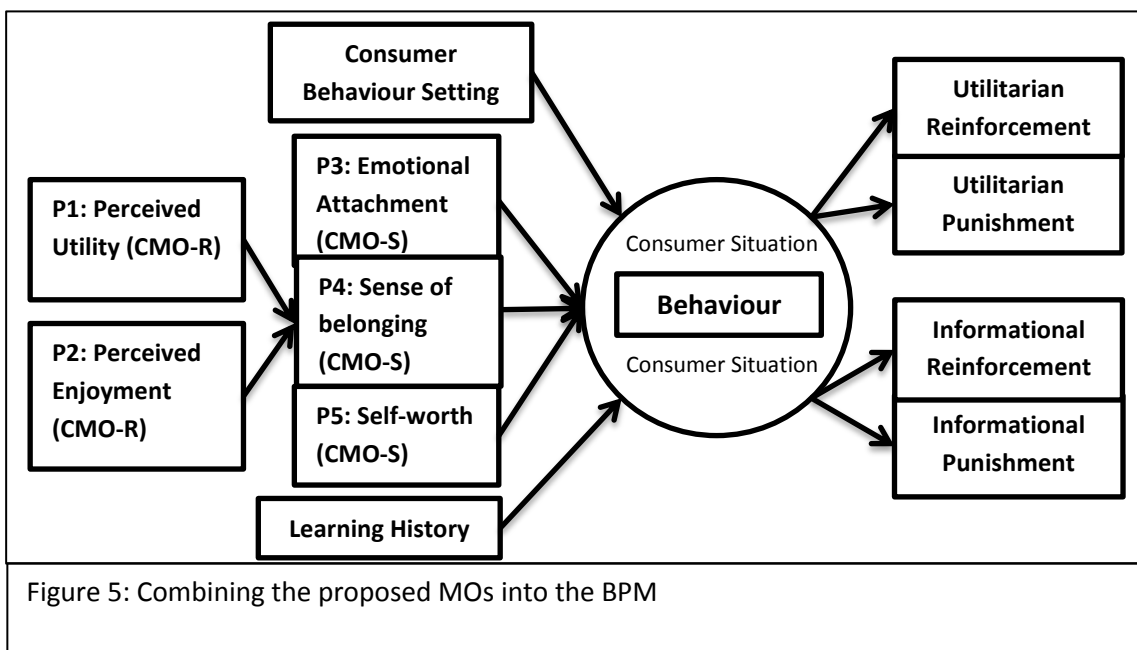 Consumer
Behaviour Setting
P1: Perceived
Utility (CMO-R)
P2: Perceived
Enjoyment
(CMO-R)
P3: Emotional
Attachment
(CMO-S)
P4: Sense of
belonging
(CMO-S)
P5: Self-worth
(CMO-S)
Learning History
Consumer Situation
Behaviour
Consumer Situation
Utilitarian
Reinforcement
Utilitarian
Punishment
Informational
Reinforcement
Informational
Punishment
Figure 5: Combining the proposed MOs into the BPM